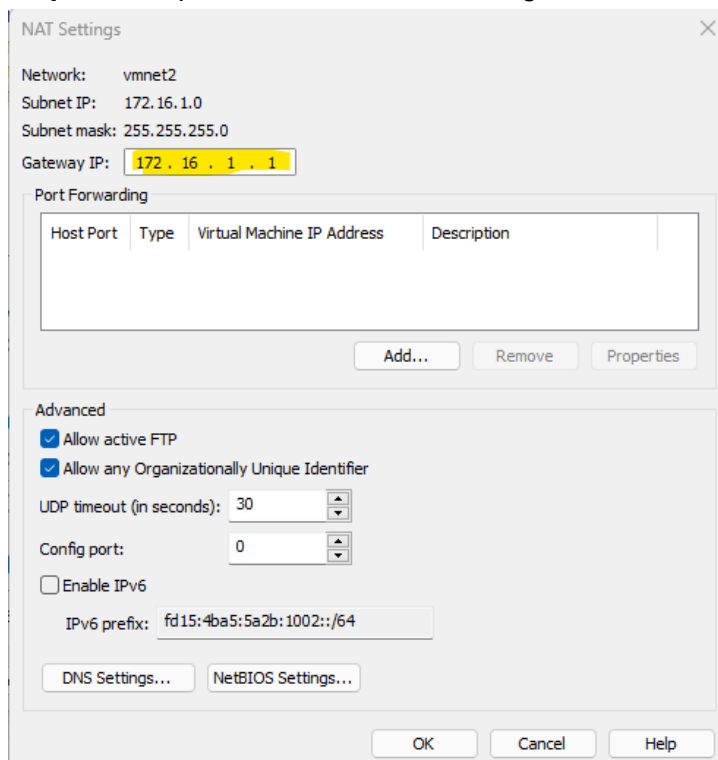 NAT Settings
Network: vmnet2
Subnet IP: 172.16.1.0
Subnet mask: 255.255.255.0
Gateway IP: 172 . 16 . 1 . 1
Port Forwarding
Host Port Type Virtual Machine IP Address Description
Add... Remove Properties
Advanced
Allow active FTP
Allow any Organizationally Unique Identifier
UDP timeout (in seconds): 30
Config port: 0
Enable IPv6
IPv6 prefix: fd15:4ba5:5a2b:1002::/64
DNS Settings... NetBIOS Settings...
OK Cancel Help